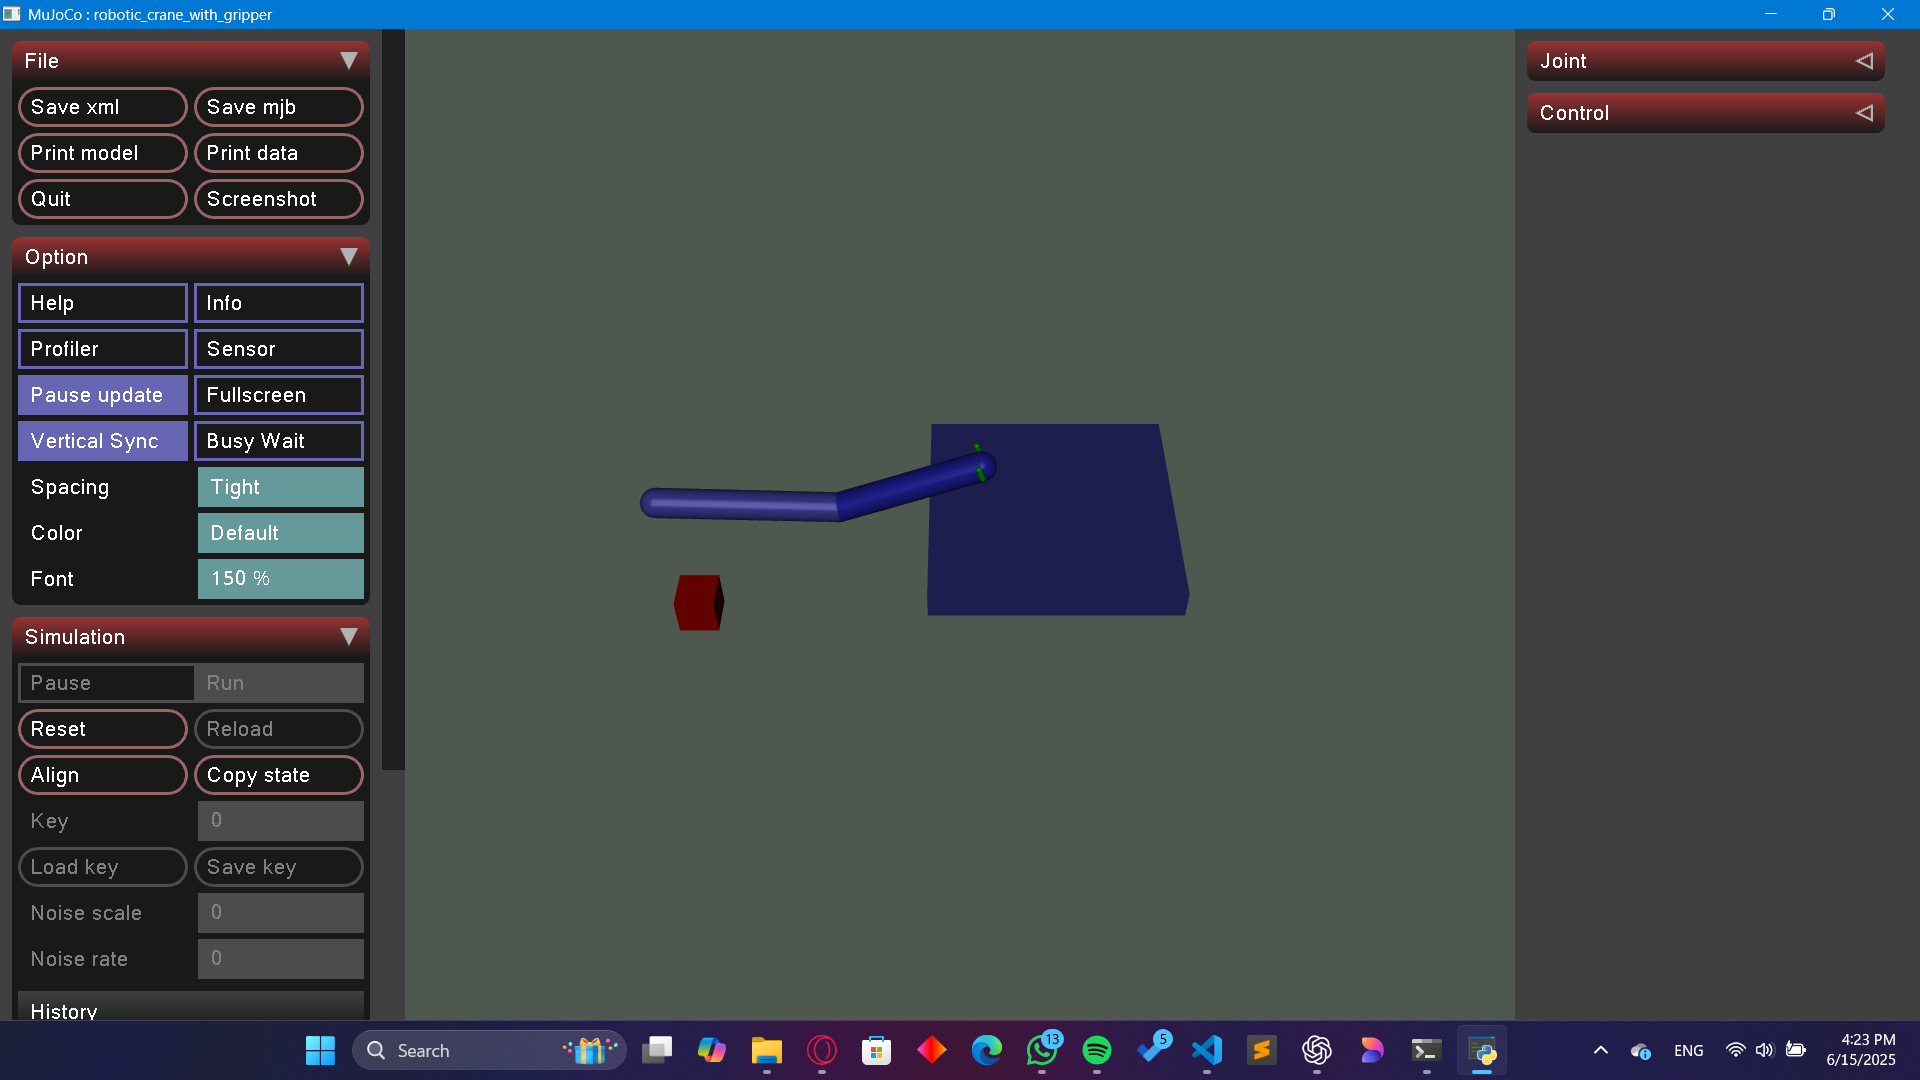 MuJoCo : robotic_crane_with_gripper
File
Save xml Save mjb
Print model Print data
Quit Screenshot
Option
Help Info
Profiler Sensor
Pause update Fullscreen
Vertical Sync Busy Wait
Spacing Tight
Color Default
Font 150 %
Simulation
Pause Run
Reset Reload
Align Copy state
Key 0
Load key Save key
Noise scale 0
Noise rate 0
History
Joint
Control
Search
13
5
ENG
4:23 PM
6/15/2025